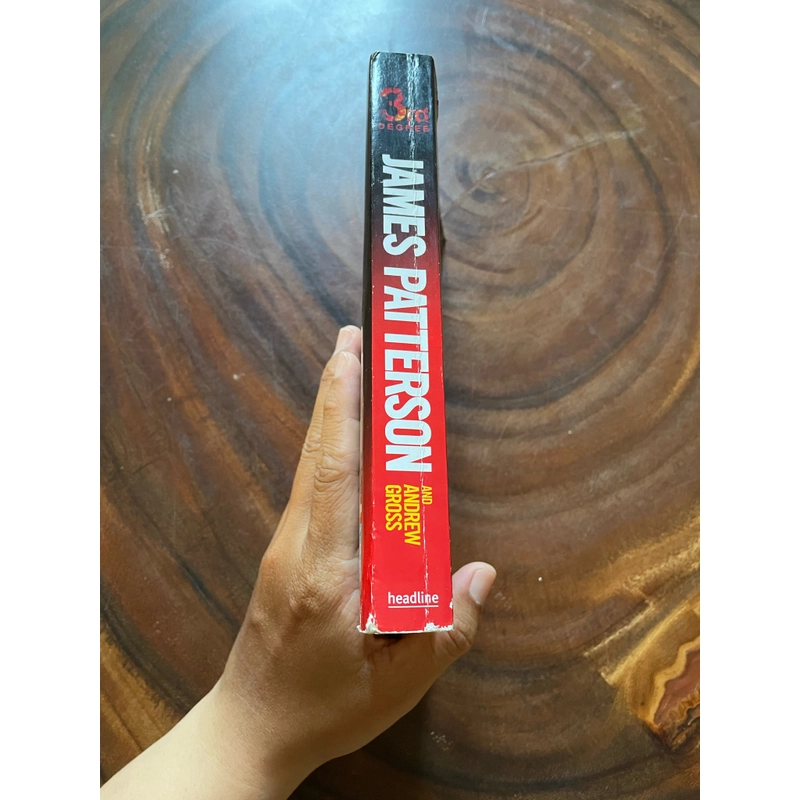 3rd
DEGREE
JAMES PATTERSON
AND
ANDREW
GROSS
headline